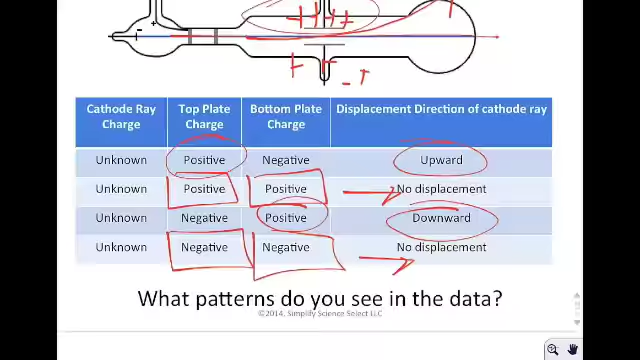 Cathode Ray Charge Top Plate Charge Bottom Plate Charge Displacement Direction of cathode ray
Unknown Positive Negative Upward
Unknown Positive Positive No displacement
Unknown Negative Positive Downward
Unknown Negative Negative No displacement
What patterns do you see in the data?
©2014, Simplify Science Select LLC